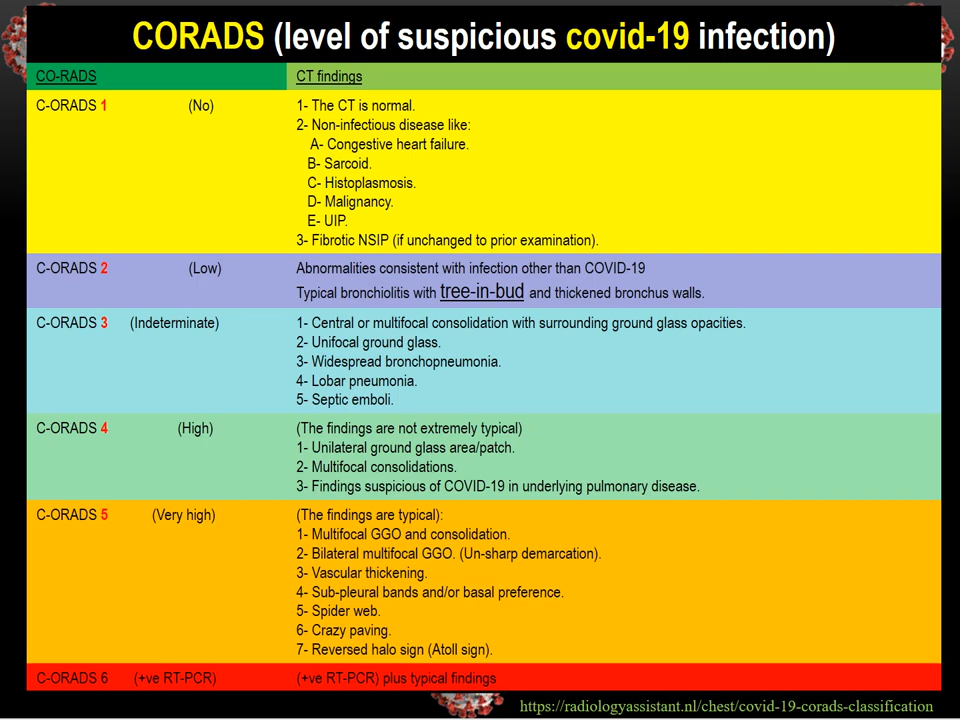 CORADS (level of suspicious covid-19 infection)
CO-RADS CT findings
C-ORADS 1 (No) 1- The CT is normal.
2- Non-infectious disease like:
A- Congestive heart failure.
B- Sarcoid.
C- Histoplasmosis.
D- Malignancy.
E- UIP.
3- Fibrotic NSIP (if unchanged to prior examination).
C-ORADS 2 (Low) Abnormalities consistent with infection other than COVID-19
Typical bronchiolitis with tree-in-bud and thickened bronchus walls.
C-ORADS 3 (Indeterminate) 1- Central or multifocal consolidation with surrounding ground glass opacities.
2- Unifocal ground glass.
3- Widespread bronchopneumonia.
4- Lobar pneumonia.
5- Septic emboli.
C-ORADS 4 (High) (The findings are not extremely typical)
1- Unilateral ground glass area/patch.
2- Multifocal consolidations.
3- Findings suspicious of COVID-19 in underlying pulmonary disease.
C-ORADS 5 (Very high) (The findings are typical):
1- Multifocal GGO and consolidation.
2- Bilateral multifocal GGO. (Un-sharp demarcation).
3- Vascular thickening.
4- Sub-pleural bands and/or basal preference.
5- Spider web.
6- Crazy paving.
7- Reversed halo sign (Atoll sign).
C-ORADS 6 (+ve RT-PCR) (+ve RT-PCR) plus typical findings
https://radiologyassistant.nl/chest/covid-19-corads-classification